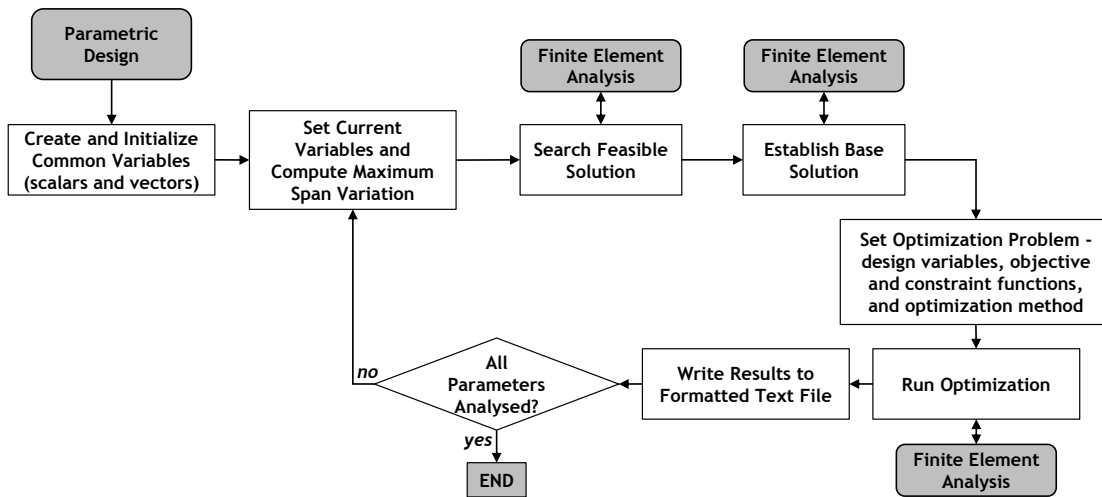 Parametric
Design
Create and Initialize
Common Variables
(scalars and vectors)
Set Current
Variables and
Compute Maximum
Span Variation
Finite Element
Analysis
Search Feasible
Solution
Finite Element
Analysis
Establish Base
Solution
Set Optimization Problem -
design variables, objective
and constraint functions,
and optimization method
Run Optimization
Finite Element
Analysis
Write Results to
Formatted Text File
All
Parameters
Analysed?
no
yes
END